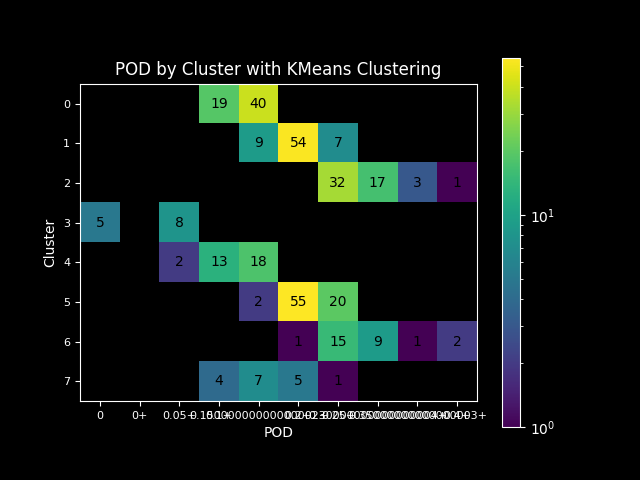 POD by Cluster with KMeans Clustering
0 19 40
1 9 54 7
2 32 17 3 1
3 5 8
4 2 13 18
5 2 55 20
6 1 15 9 1 2
7 4 7 5 1
Cluster
0 0+ 0.05+
POD
10¹
10⁰